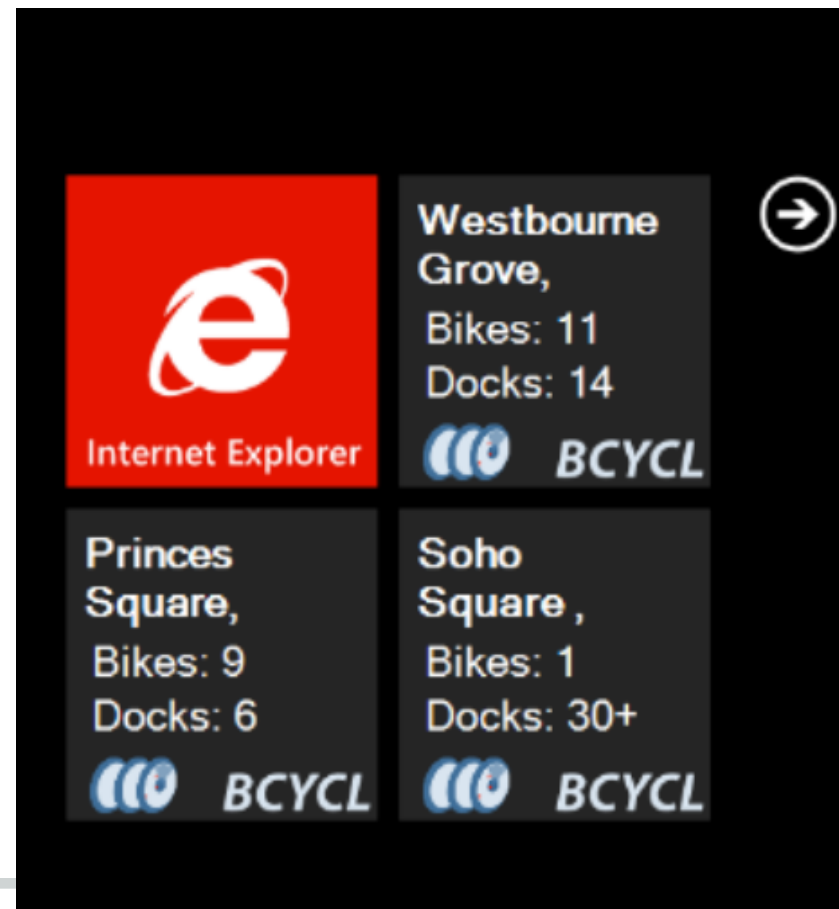 Internet Explorer
Westbourne
Grove,
Bikes: 11
Docks: 14
BCYCL
Princes
Square,
Bikes: 9
Docks: 6
BCYCL
Soho
Square ,
Bikes: 1
Docks: 30+
BCYCL